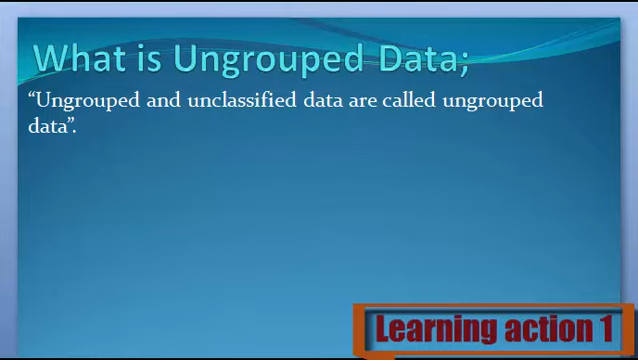 What is Ungrouped Data;
“Ungrouped and unclassified data are called ungrouped
data”.
Learning action 1